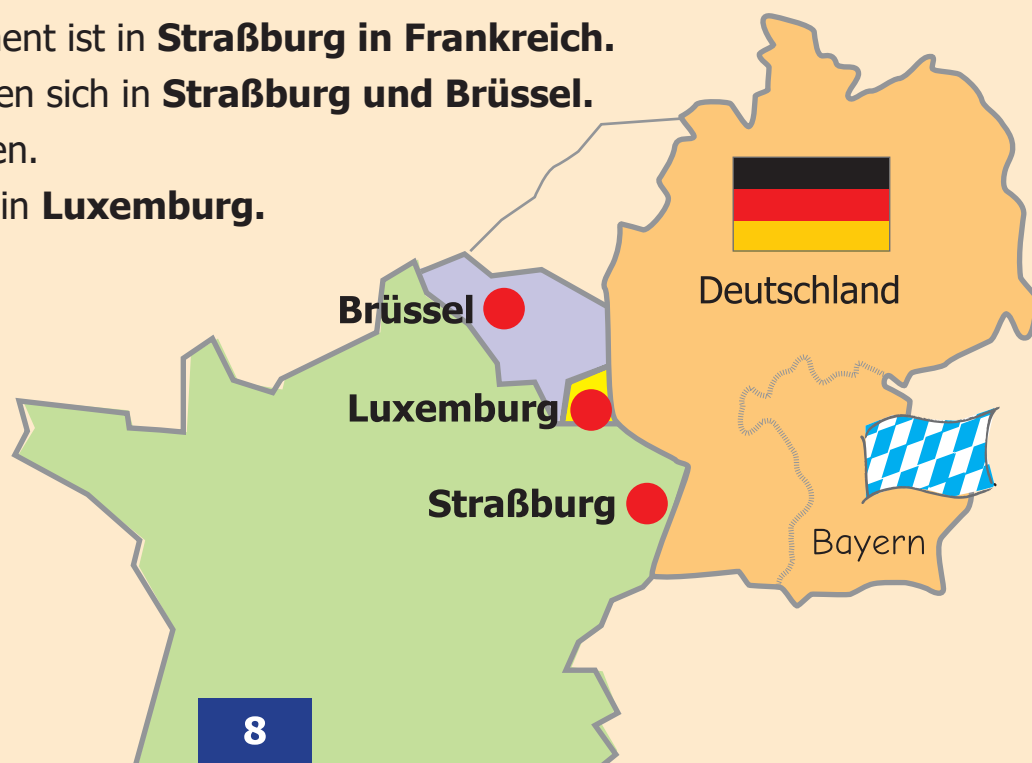 ent ist in Straßburg in Frankreich.
en sich in Straßburg und Brüssel.
en.
in Luxemburg.
Deutschland
Brüssel
Luxemburg
Straßburg
Bayern
8